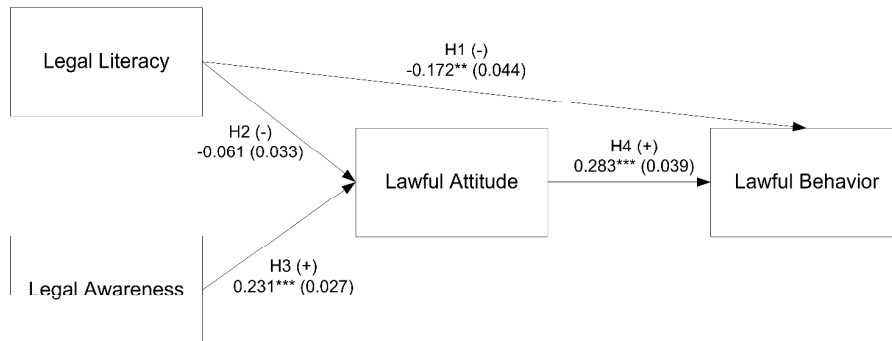 Legal Literacy
H1 (-)
-0.172** (0.044)
H2 (-)
-0.061 (0.033)
Lawful Attitude
H4 (+)
0.283*** (0.039)
Lawful Behavior
H3 (+)
0.231*** (0.027)
Legal Awareness